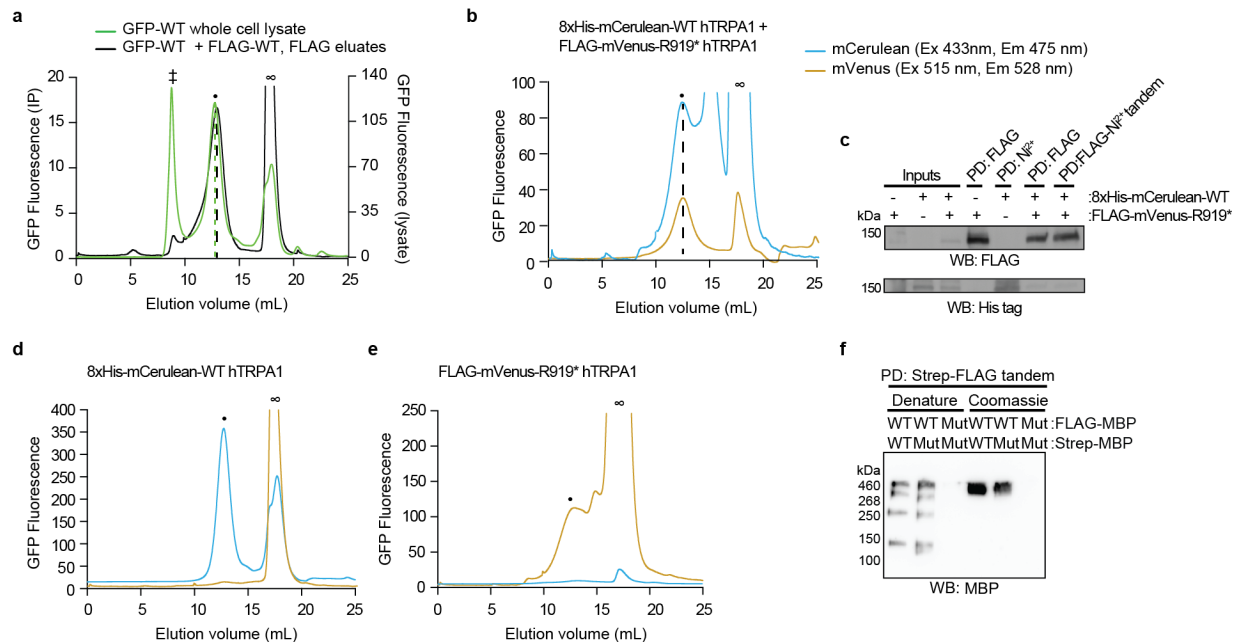 a
GFP-WT whole cell lysate
GFP-WT + FLAG-WT, FLAG eluates
‡
•
∞
20
15
10
5
0
GFP Fluorescence (IP)
140
105
70
35
0
GFP Fluorescence (lysate)
0 5 10 15 20 25
Elution volume (mL)
b
8xHis-mCerulean-WT hTRPA1 +
FLAG-mVenus-R919* hTRPA1
mCerulean (Ex 433nm, Em 475 nm)
mVenus (Ex 515 nm, Em 528 nm)
•
∞
100
80
60
40
20
0
GFP Fluorescence
0 5 10 15 20 25
Elution volume (mL)
c
Inputs
PD: FLAG
PD: Ni2+
PD: FLAG
PD:FLAG-Ni2+ tandem
- + + - + + + :8xHis-mCerulean-WT
+ - + + - + + :FLAG-mVenus-R919*
kDa
150
WB: FLAG
150
WB: His tag
d
8xHis-mCerulean-WT hTRPA1
•
∞
400
350
300
250
200
150
100
50
0
GFP Fluorescence
0 5 10 15 20 25
Elution volume (mL)
e
FLAG-mVenus-R919* hTRPA1
•
∞
250
200
150
100
50
0
GFP Fluorescence
0 5 10 15 20 25
Elution volume (mL)
f
PD: Strep-FLAG tandem
Denature Coomassie
WT WT Mut WT WT Mut :FLAG-MBP
WT Mut Mut WT Mut Mut :Strep-MBP
kDa
460
268
250
150
100
WB: MBP